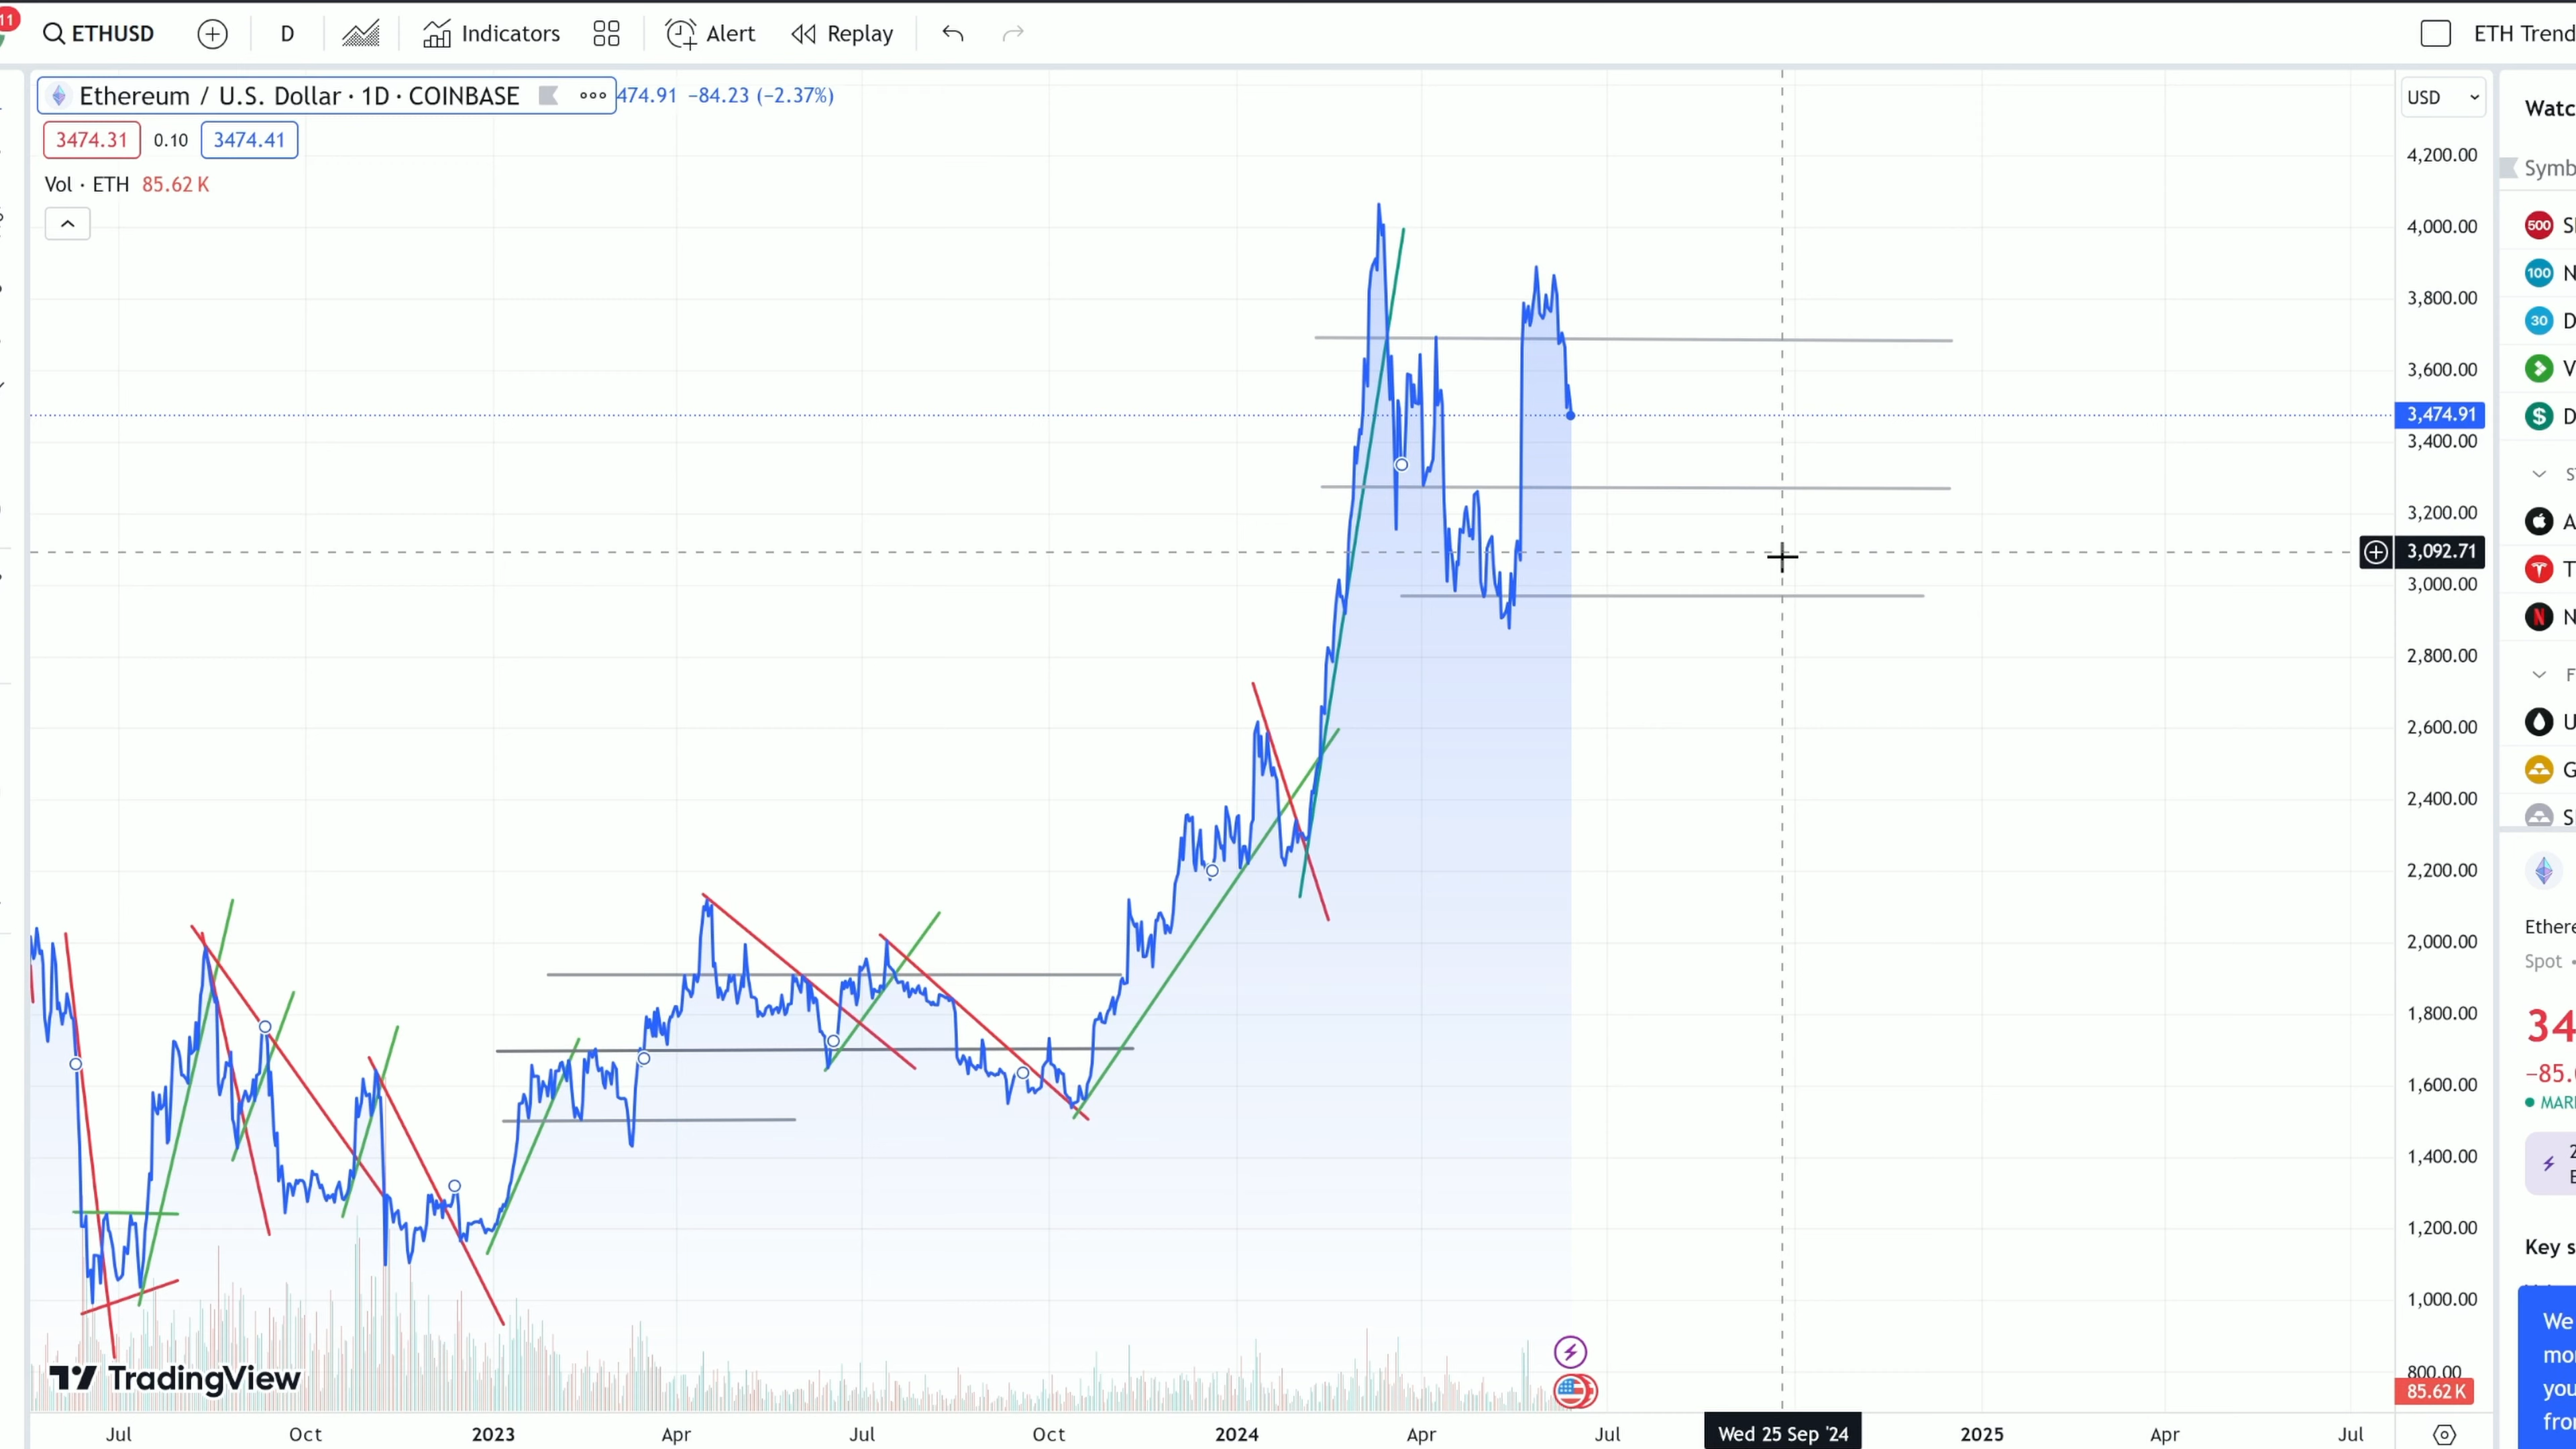 11
ETHUSD D Indicators Alert Replay ETH Trend
Ethereum / U.S. Dollar · 1D · COINBASE 474.91 −84.23 (−2.37%)
3474.31 0.10 3474.41
Vol · ETH 85.62 K
USD
4,200.00
4,000.00
3,800.00
3,600.00
3,474.91
3,400.00
3,200.00
3,092.71
3,000.00
2,800.00
2,600.00
2,400.00
2,200.00
2,000.00
1,800.00
1,600.00
1,400.00
1,200.00
1,000.00
800.00
85.62 K
TradingView
Jul Oct 2023 Apr Jul Oct 2024 Apr Jul Wed 25 Sep '24 2025 Apr Jul
Watc
Symb
500 S
100 N
30 D
V
$ D
S
A
T
N
F
U
G
S
Ethere
Spot •
34
−85.
MAR
2
E
Key s
We
mo
you
fro